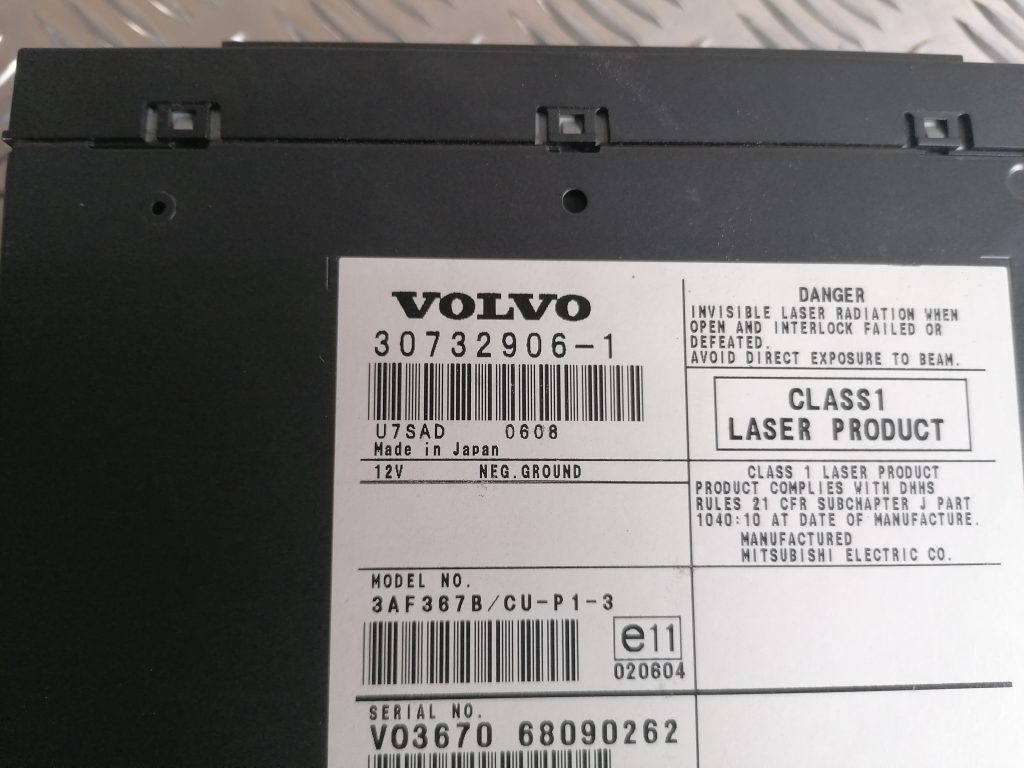 VOLVO
30732906-1
U7SAD 0608
Made in Japan
12V NEG.GROUND
MODEL NO.
3AF367B/CU-P1-3
e11
020604
SERIAL NO.
VO3670 68090262
DANGER
INVISIBLE LASER RADIATION WHEN
OPEN AND INTERLOCK FAILED OR
DEFEATED.
AVOID DIRECT EXPOSURE TO BEAM.
CLASS1
LASER PRODUCT
CLASS 1 LASER PRODUCT
PRODUCT COMPLIES WITH DHHS
RULES 21 CFR SUBCHAPTER J PART
1040:10 AT DATE OF MANUFACTURE.
MANUFACTURED
MITSUBISHI ELECTRIC CO.